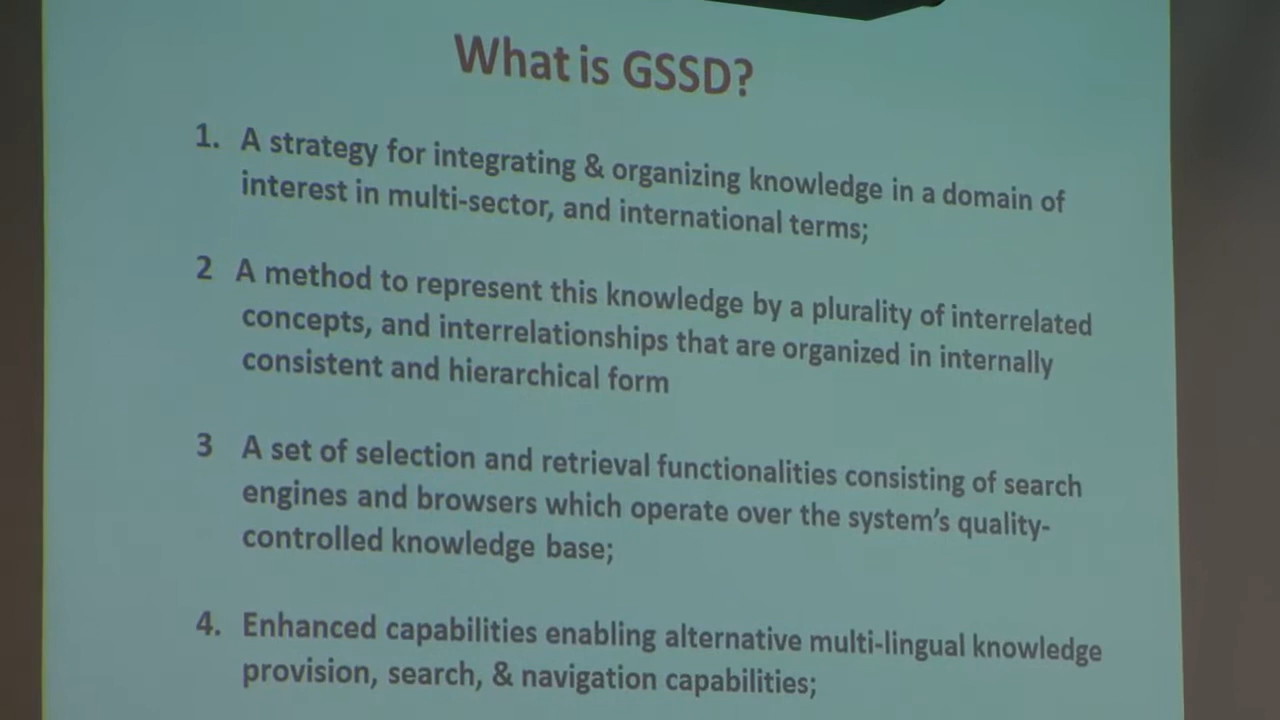 What is GSSD?
1. A strategy for integrating & organizing knowledge in a domain of
interest in multi-sector, and international terms;
2 A method to represent this knowledge by a plurality of interrelated
concepts, and interrelationships that are organized in internally
consistent and hierarchical form
3 A set of selection and retrieval functionalities consisting of search
engines and browsers which operate over the system’s quality-
controlled knowledge base;
4. Enhanced capabilities enabling alternative multi-lingual knowledge
provision, search, & navigation capabilities;